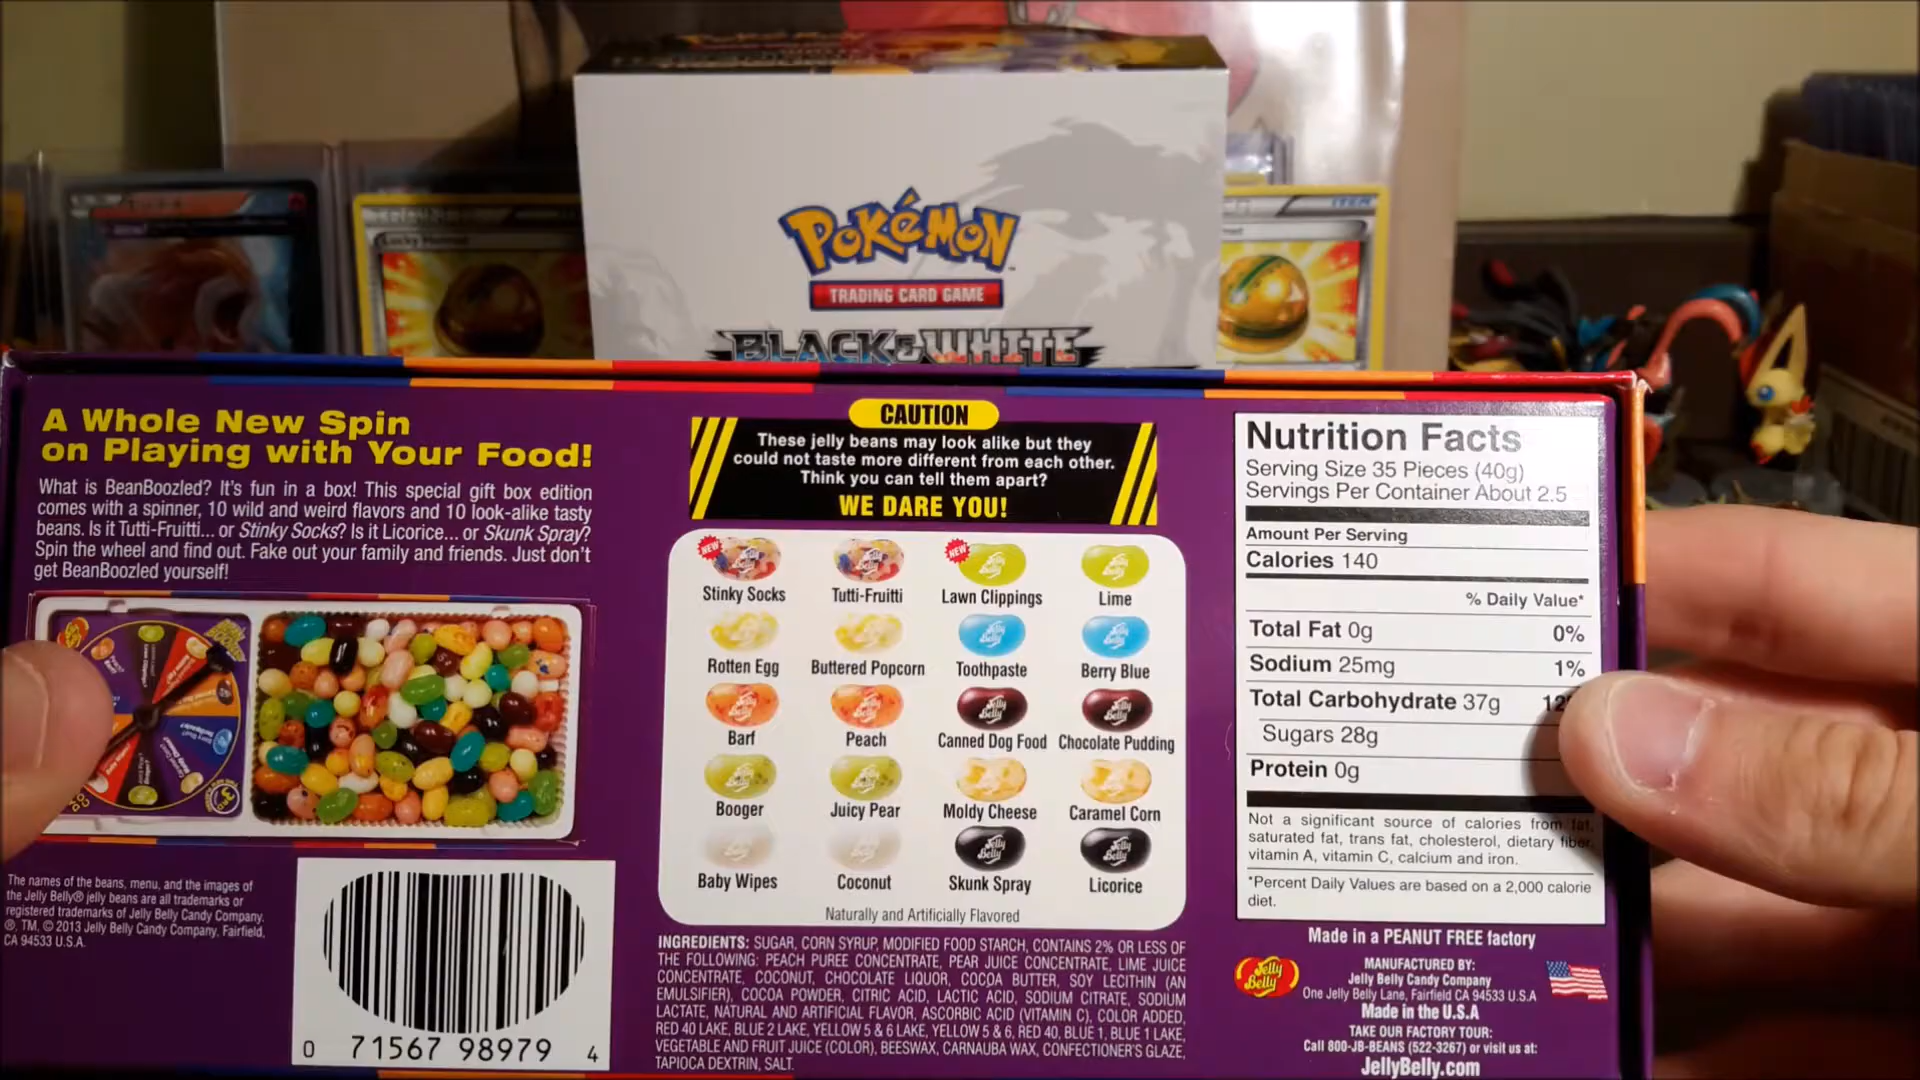 POKéMON
TRADING CARD GAME
BLACK & WHITE
Lucky Helmet
ITEM
A Whole New Spin
on Playing with Your Food!
What is BeanBoozled? It's fun in a box! This special gift box edition
comes with a spinner, 10 wild and weird flavors and 10 look-alike tasty
beans. Is it Tutti-Fruitti... or Stinky Socks? Is it Licorice... or Skunk Spray?
Spin the wheel and find out. Fake out your family and friends. Just don't
get BeanBoozled yourself!
The names of the beans, menu, and the images of
the Jelly Belly® jelly beans are all trademarks or
registered trademarks of Jelly Belly Candy Company.
®, TM, © 2013 Jelly Belly Candy Company, Fairfield,
CA 94533 U.S.A.
0 71567 98979 4
CAUTION
These jelly beans may look alike but they
could not taste more different from each other.
Think you can tell them apart?
WE DARE YOU!
NEW NEW
Stinky Socks Tutti-Fruitti Lawn Clippings Lime
Rotten Egg Buttered Popcorn Toothpaste Berry Blue
Barf Peach Canned Dog Food Chocolate Pudding
Booger Juicy Pear Moldy Cheese Caramel Corn
Baby Wipes Coconut Skunk Spray Licorice
Naturally and Artificially Flavored
INGREDIENTS: SUGAR, CORN SYRUP, MODIFIED FOOD STARCH, CONTAINS 2% OR LESS OF
THE FOLLOWING: PEACH PUREE CONCENTRATE, PEAR JUICE CONCENTRATE, LIME JUICE
CONCENTRATE, COCONUT, CHOCOLATE LIQUOR, COCOA BUTTER, SOY LECITHIN (AN
EMULSIFIER), COCOA POWDER, CITRIC ACID, LACTIC ACID, SODIUM CITRATE, SODIUM
LACTATE, NATURAL AND ARTIFICIAL FLAVOR, ASCORBIC ACID (VITAMIN C), COLOR ADDED,
RED 40 LAKE, BLUE 2 LAKE, YELLOW 5 & 6 LAKE, YELLOW 5 & 6, RED 40, BLUE 1, BLUE 1 LAKE,
VEGETABLE AND FRUIT JUICE (COLOR), BEESWAX, CARNAUBA WAX, CONFECTIONER'S GLAZE,
TAPIOCA DEXTRIN, SALT.
Nutrition Facts
Serving Size 35 Pieces (40g)
Servings Per Container About 2.5
Amount Per Serving
Calories 140
% Daily Value*
Total Fat 0g 0%
Sodium 25mg 1%
Total Carbohydrate 37g 12
Sugars 28g
Protein 0g
Not a significant source of calories from fat,
saturated fat, trans fat, cholesterol, dietary fiber,
vitamin A, vitamin C, calcium and iron.
*Percent Daily Values are based on a 2,000 calorie
diet.
Made in a PEANUT FREE factory
Jelly Belly
MANUFACTURED BY:
Jelly Belly Candy Company
One Jelly Belly Lane, Fairfield CA 94533 U.S.A
Made in the U.S.A
TAKE OUR FACTORY TOUR:
Call 800-JB-BEANS (522-3267) or visit us at:
JellyBelly.com